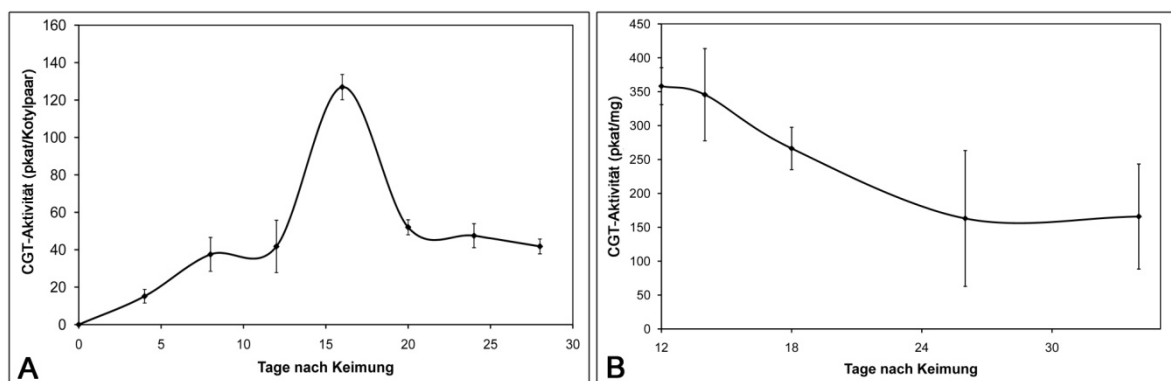 160
140
120
100
80
60
40
20
0
CGT-Aktivität (pkat/Kotylpaar)
0 5 10 15 20 25 30
Tage nach Keimung
A
450
400
350
300
250
200
150
100
50
0
CGT-Aktivität (pkat/mg)
12 18 24 30
Tage nach Keimung
B